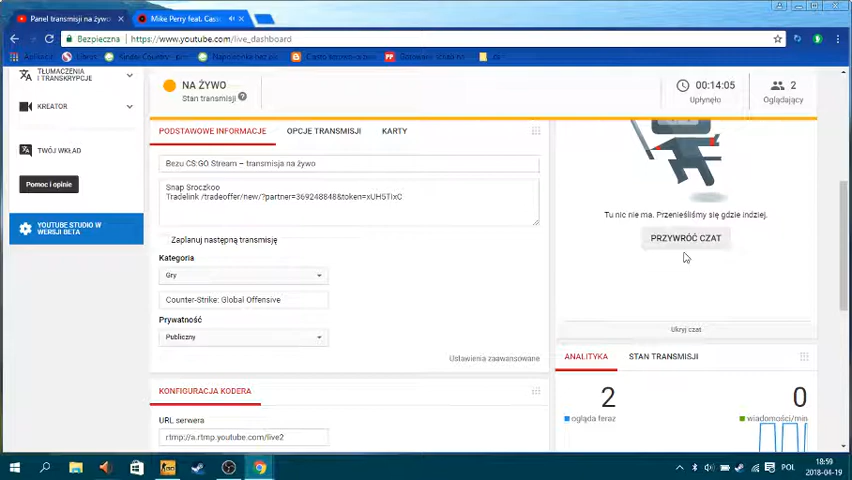 Panel transmisji na żywo
Mike Perry feat. Cass
Bezpieczna
https://www.youtube.com/live_dashboard
Aplikacje
Librus
TŁUMACZENIA
I TRANSKRYPCJE
KREATOR
TWÓJ WKŁAD
Pomoc i opinie
YOUTUBE STUDIO W
WERSJI BETA
NA ŻYWO
Stan transmisji
00:14:05
Upłynęło
2
Oglądający
PODSTAWOWE INFORMACJE
OPCJE TRANSMISJI
KARTY
Bezu CS:GO Stream – transmisja na żywo
Snap Sroczkoo
Tradelink /tradeoffer/new/?partner=369248848&token=xUH5TIxC
Zaplanuj następną transmisję
Kategoria
Gry
Counter-Strike: Global Offensive
Prywatność
Publiczny
Ustawienia zaawansowane
KONFIGURACJA KODERA
URL serwera
rtmp://a.rtmp.youtube.com/live2
Tu nic nie ma. Przenieśliśmy się gdzie indziej.
PRZYWRÓĆ CZAT
Ukryj czat
ANALITYKA
STAN TRANSMISJI
2
ogląda teraz
0
wiadomości/min
POL
18:59
2018-04-19